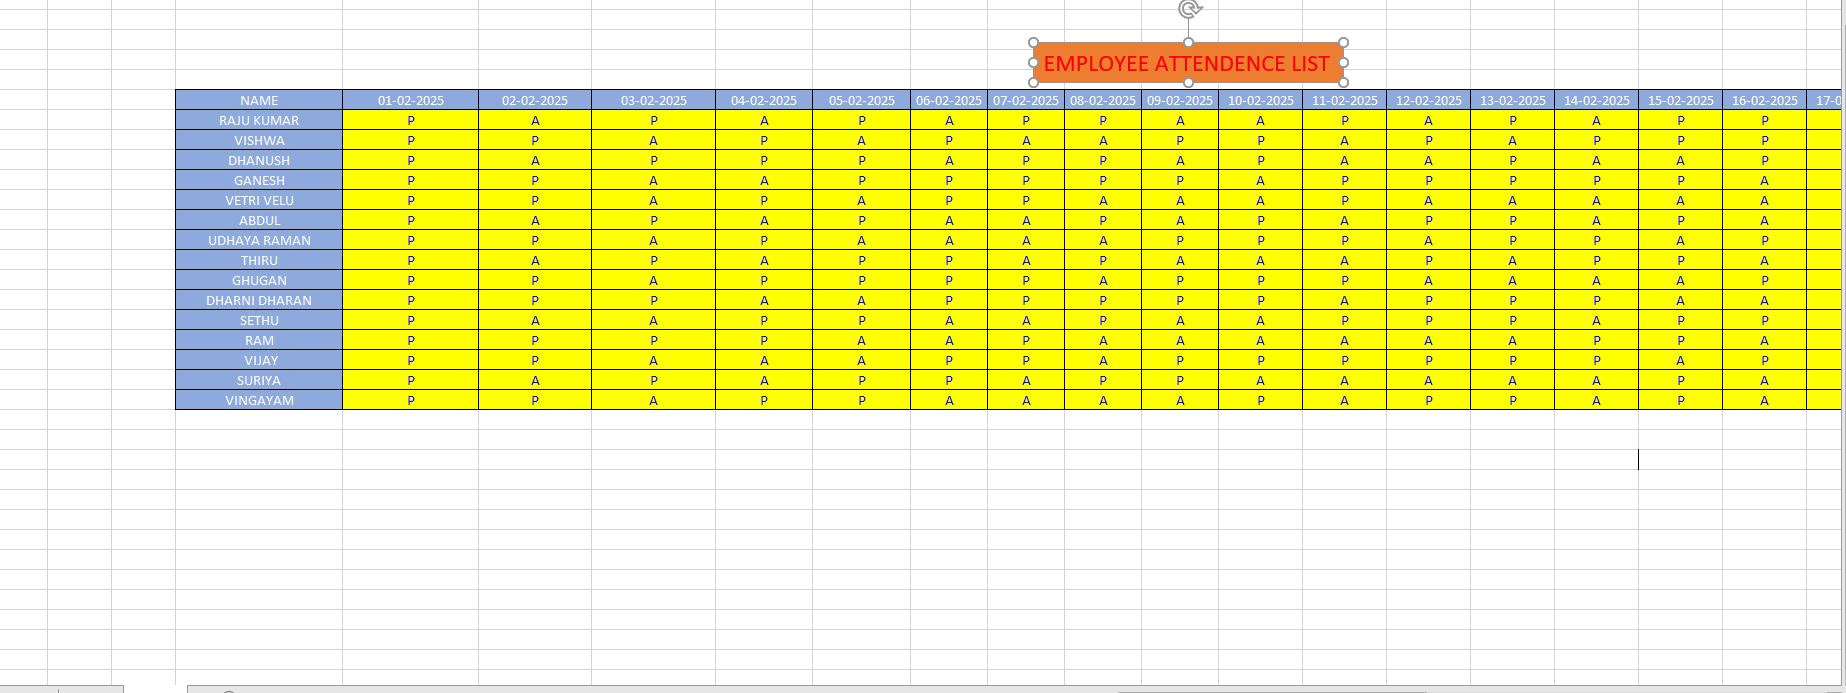 EMPLOYEE ATTENDENCE LIST
NAME 01-02-2025 02-02-2025 03-02-2025 04-02-2025 05-02-2025 06-02-2025 07-02-2025 08-02-2025 09-02-2025 10-02-2025 11-02-2025 12-02-2025 13-02-2025 14-02-2025 15-02-2025 16-02-2025 17-0
RAJU KUMAR P A P A P A P P A A P A P A P P
VISHWA P P A P A P A A P P A P A P P P
DHANUSH P A P P P A P P A P A A P A A P
GANESH P P A A P P P P P A P P P P P A
VETRI VELU P P A P A P P A A A P A A A A A
ABDUL P A P A P P A P A P A P P A P A
UDHAYA RAMAN P P A P A A A A P P P A P P A P
THIRU P A P A P P A P A A A P A P P A
GHUGAN P P A P P P P A P P P A A A A P
DHARNI DHARAN P P P A A P P P P P A P P P A A
SETHU P A A P P A A P A A P P P A P P
RAM P P P P A A P A A A A A A P P A
VIJAY P P A A A P P A P P P P P P A P
SURIYA P A P A P P A P P A A A A A P A
VINGAYAM P P A P P A A A A P A P P A P A